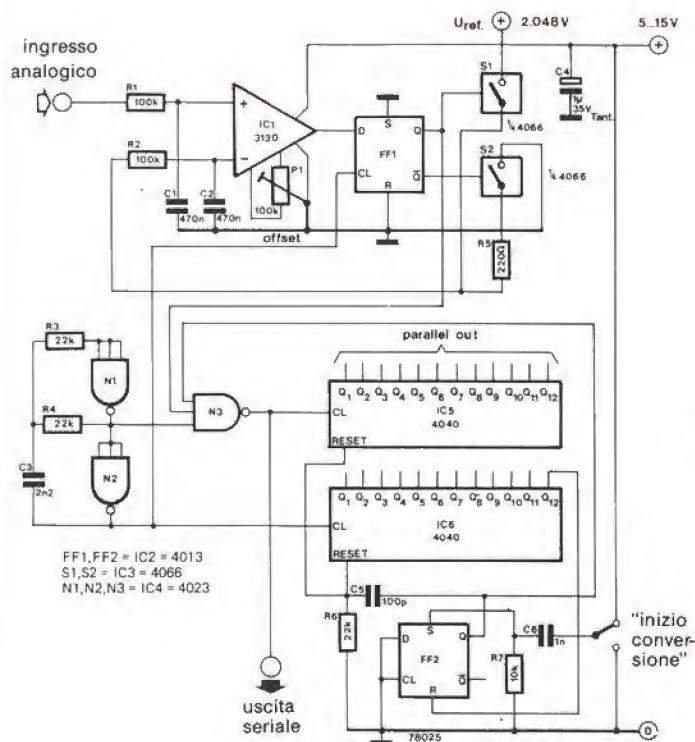 ingresso
analogico
R1
100k
R2
100k
C1
470n
C2
470n
+
−
IC1
3130
P1
100k
offset
D
S
Q
FF1
CL
Q̅
R
Uref.
+
2.048V
5...15V
+
S1
¼ 4066
S2
¼ 4066
R5
220Ω
C4
1µ
35V
Tant.
R3
22k
N1
R4
22k
N2
C3
2n2
N3
parallel out
Q1 Q2 Q3 Q4 Q5 Q6 Q7 Q8 Q9 Q10 Q11 Q12
CL
IC5
4040
RESET
Q1 Q2 Q3 Q4 Q5 Q6 Q7 Q8 Q9 Q10 Q11 Q12
CL
IC6
4040
RESET
FF1,FF2 = IC2 = 4013
S1,S2 = IC3 = 4066
N1,N2,N3 = IC4 = 4023
C5
100p
R6
22k
D
S
Q
FF2
CL
Q̅
R
R7
10k
C6
1n
"inizio
conver-
sione"
uscita
seriale
78025
0